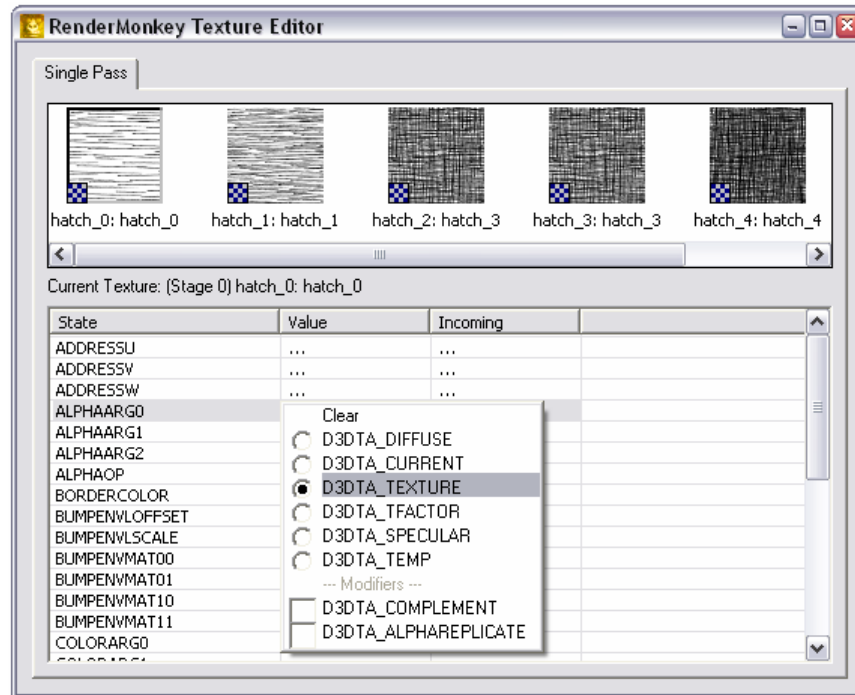 RenderMonkey Texture Editor
Single Pass
hatch_0: hatch_0 hatch_1: hatch_1 hatch_2: hatch_3 hatch_3: hatch_3 hatch_4: hatch_4
Current Texture: (Stage 0) hatch_0: hatch_0
State Value Incoming
ADDRESSU ... ...
ADDRESSV ... ...
ADDRESSW ... ...
ALPHAARG0
ALPHAARG1
ALPHAARG2
ALPHAOP
BORDERCOLOR
BUMPENVLOFFSET
BUMPENVLSCALE
BUMPENVMAT00
BUMPENVMAT01
BUMPENVMAT10
BUMPENVMAT11
COLORARG0
Clear
D3DTA_DIFFUSE
D3DTA_CURRENT
D3DTA_TEXTURE
D3DTA_TFACTOR
D3DTA_SPECULAR
D3DTA_TEMP
--- Modifiers ---
D3DTA_COMPLEMENT
D3DTA_ALPHAREPLICATE